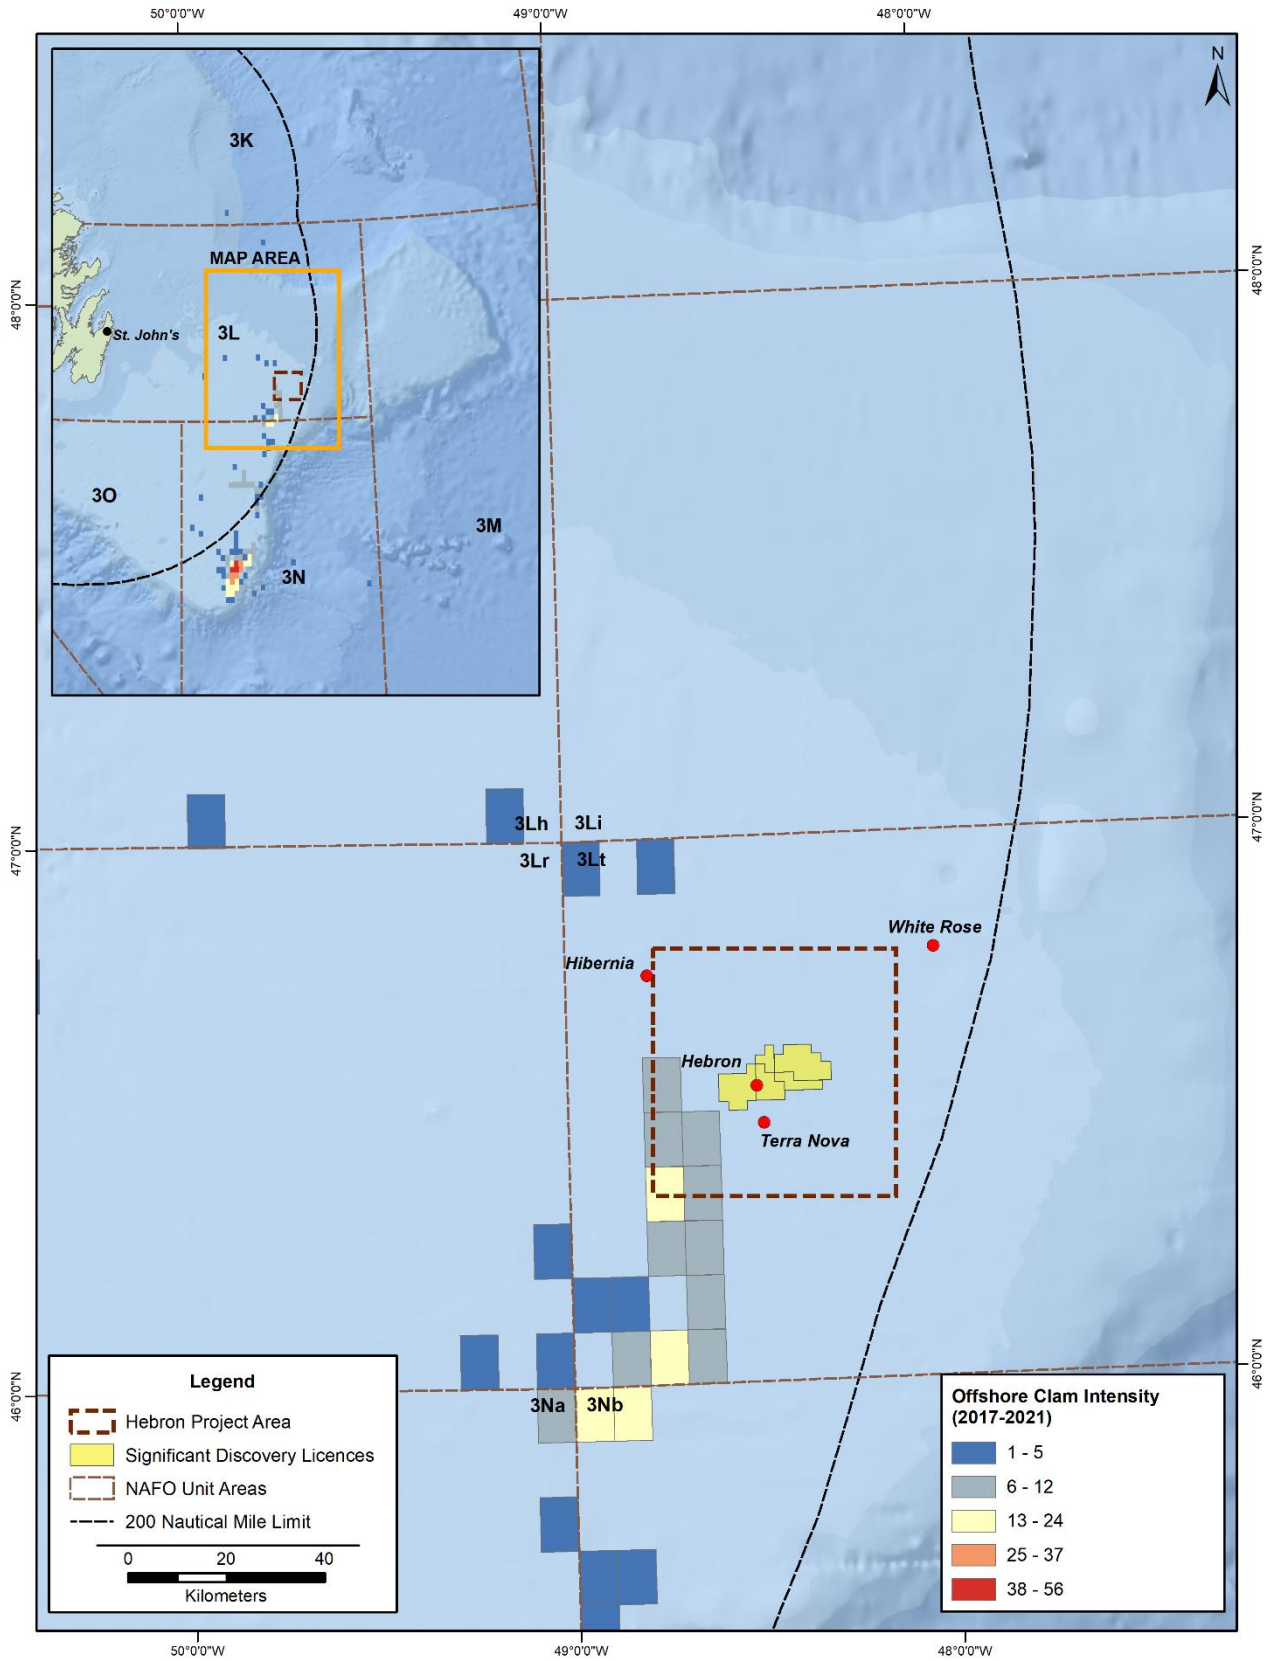 50°0'0"W
49°0'0"W
48°0'0"W
N
3K
MAP AREA
48°0'0"N
48°0'0"N
3L
St. John's
3O
3M
3N
3Lh
3Li
47°0'0"N
47°0'0"N
3Lr
3Lt
White Rose
Hibernia
Hebron
Terra Nova
46°0'0"N
46°0'0"N
3Na
3Nb
Legend
Hebron Project Area
Significant Discovery Licences
NAFO Unit Areas
200 Nautical Mile Limit
0 20 40
Kilometers
Offshore Clam Intensity
(2017-2021)
1 - 5
6 - 12
13 - 24
25 - 37
38 - 56
50°0'0"W
49°0'0"W
48°0'0"W